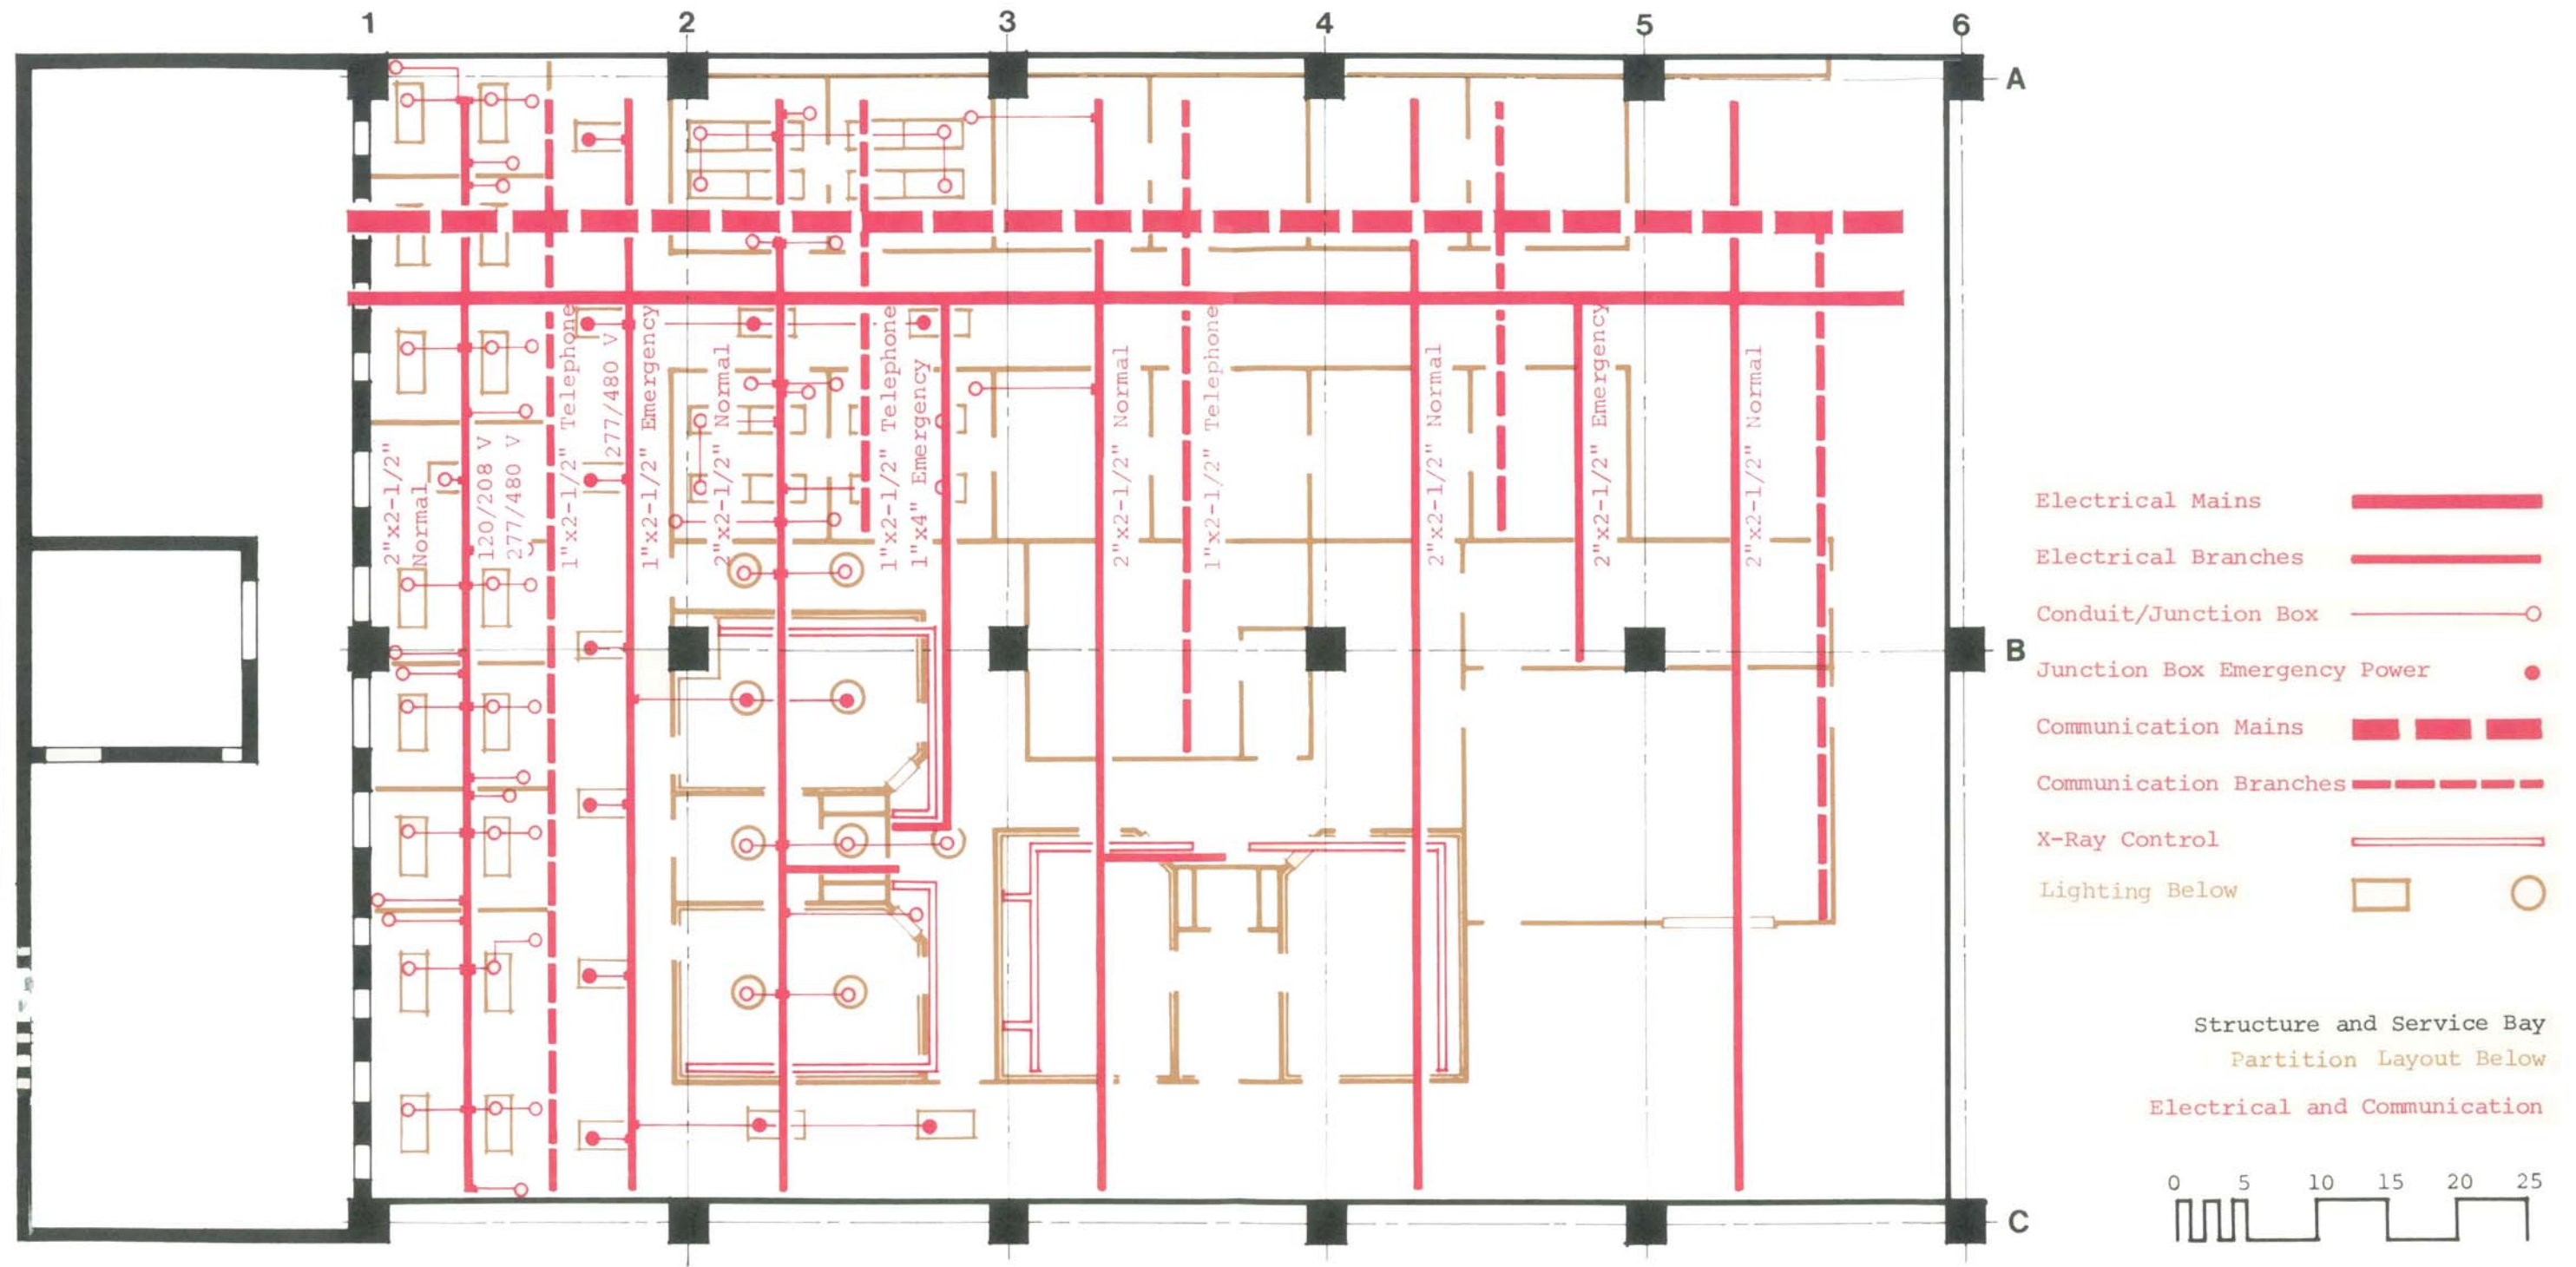 1 2 3 4 5 6
A
B
C
2"x2-1/2"
Normal
120/208 V
277/480 V
1"x2-1/2" Telephone
277/480 V
1"x2-1/2" Emergency
2"x2-1/2" Normal
1"x2-1/2" Telephone
1"x4" Emergency
2"x2-1/2" Normal
1"x2-1/2" Telephone
2"x2-1/2" Normal
2"x2-1/2" Emergency
2"x2-1/2" Normal
Electrical Mains
Electrical Branches
Conduit/Junction Box
Junction Box Emergency Power
Communication Mains
Communication Branches
X-Ray Control
Lighting Below
Structure and Service Bay
Partition Layout Below
Electrical and Communication
0 5 10 15 20 25